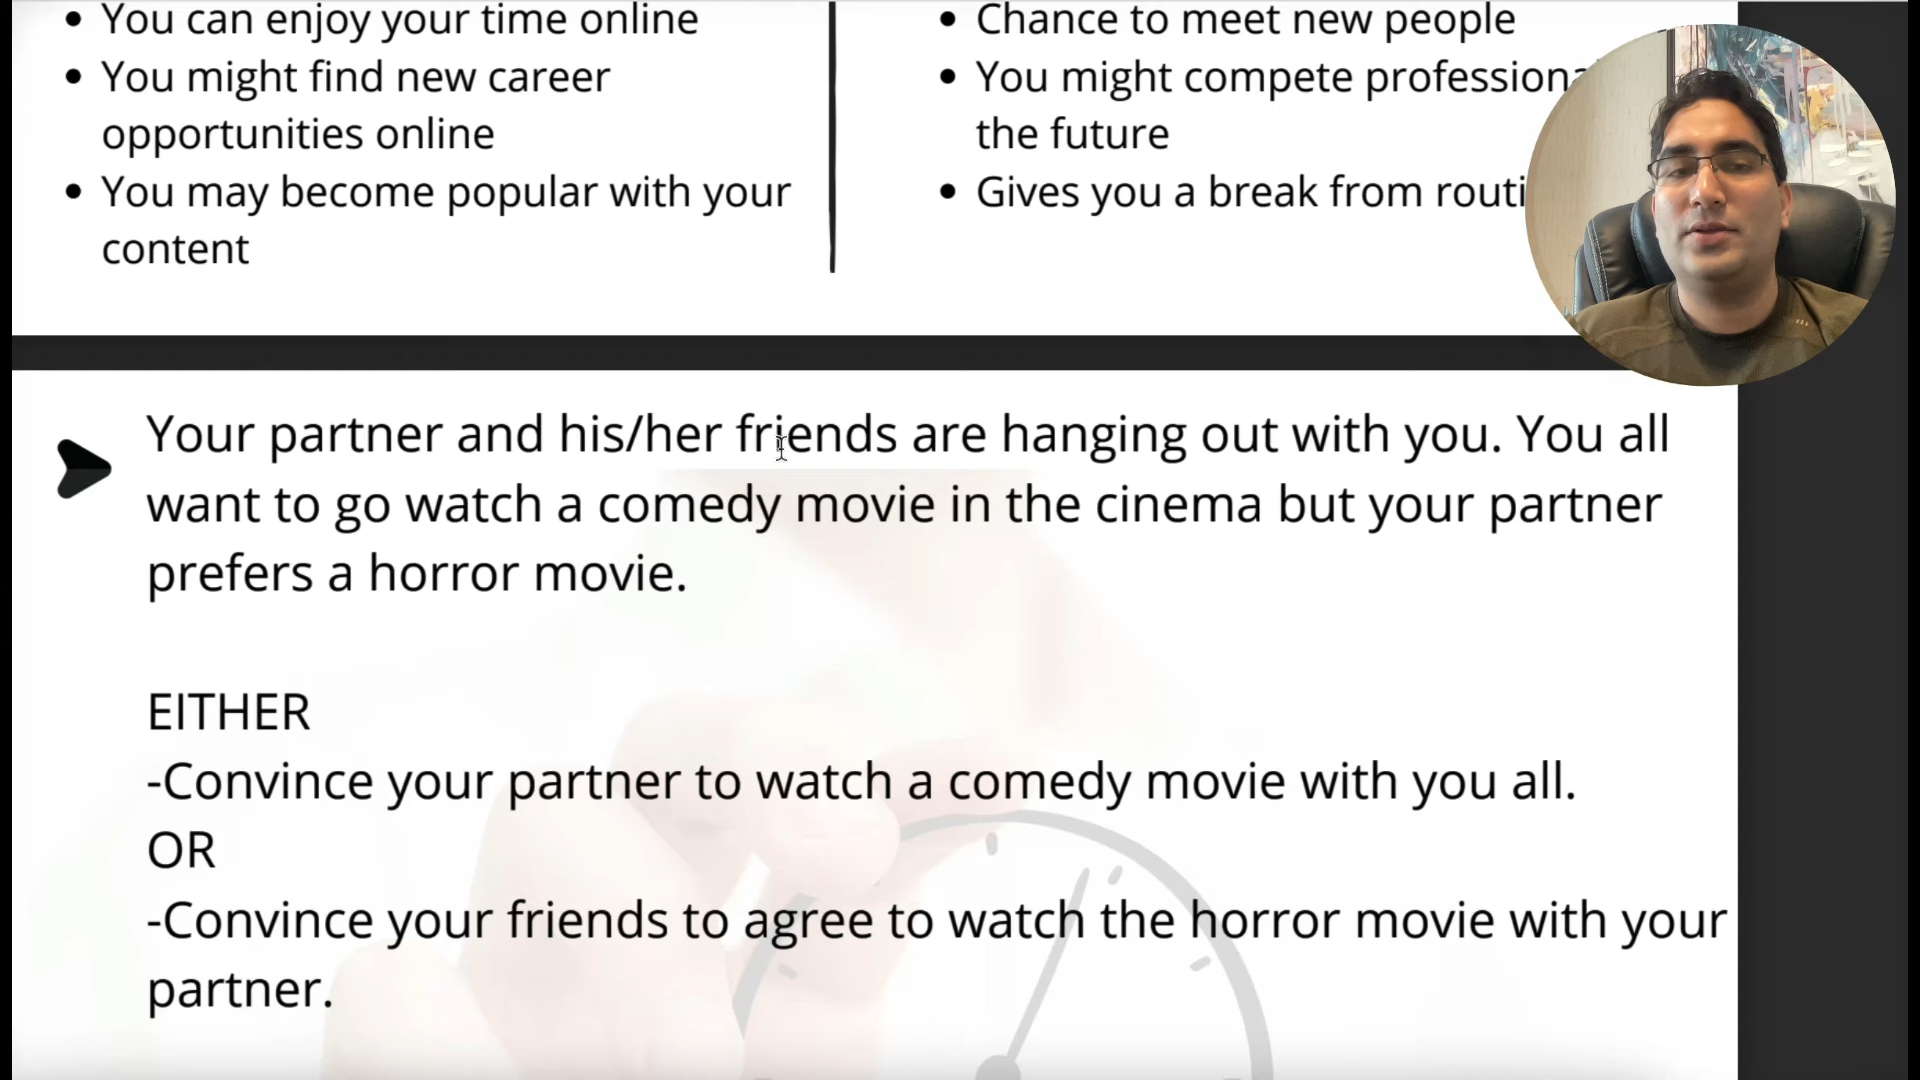 You can enjoy your time online
You might find new career
opportunities online
You may become popular with your
content
Chance to meet new people
You might compete
the future
Gives you a break from
Your partner and his/her friends are hanging out with you. You all
want to go watch a comedy movie in the cinema but your partner
prefers a horror movie.
EITHER
-Convince your partner to watch a comedy movie with you all.
OR
-Convince your friends to agree to watch the horror movie with your
partner.